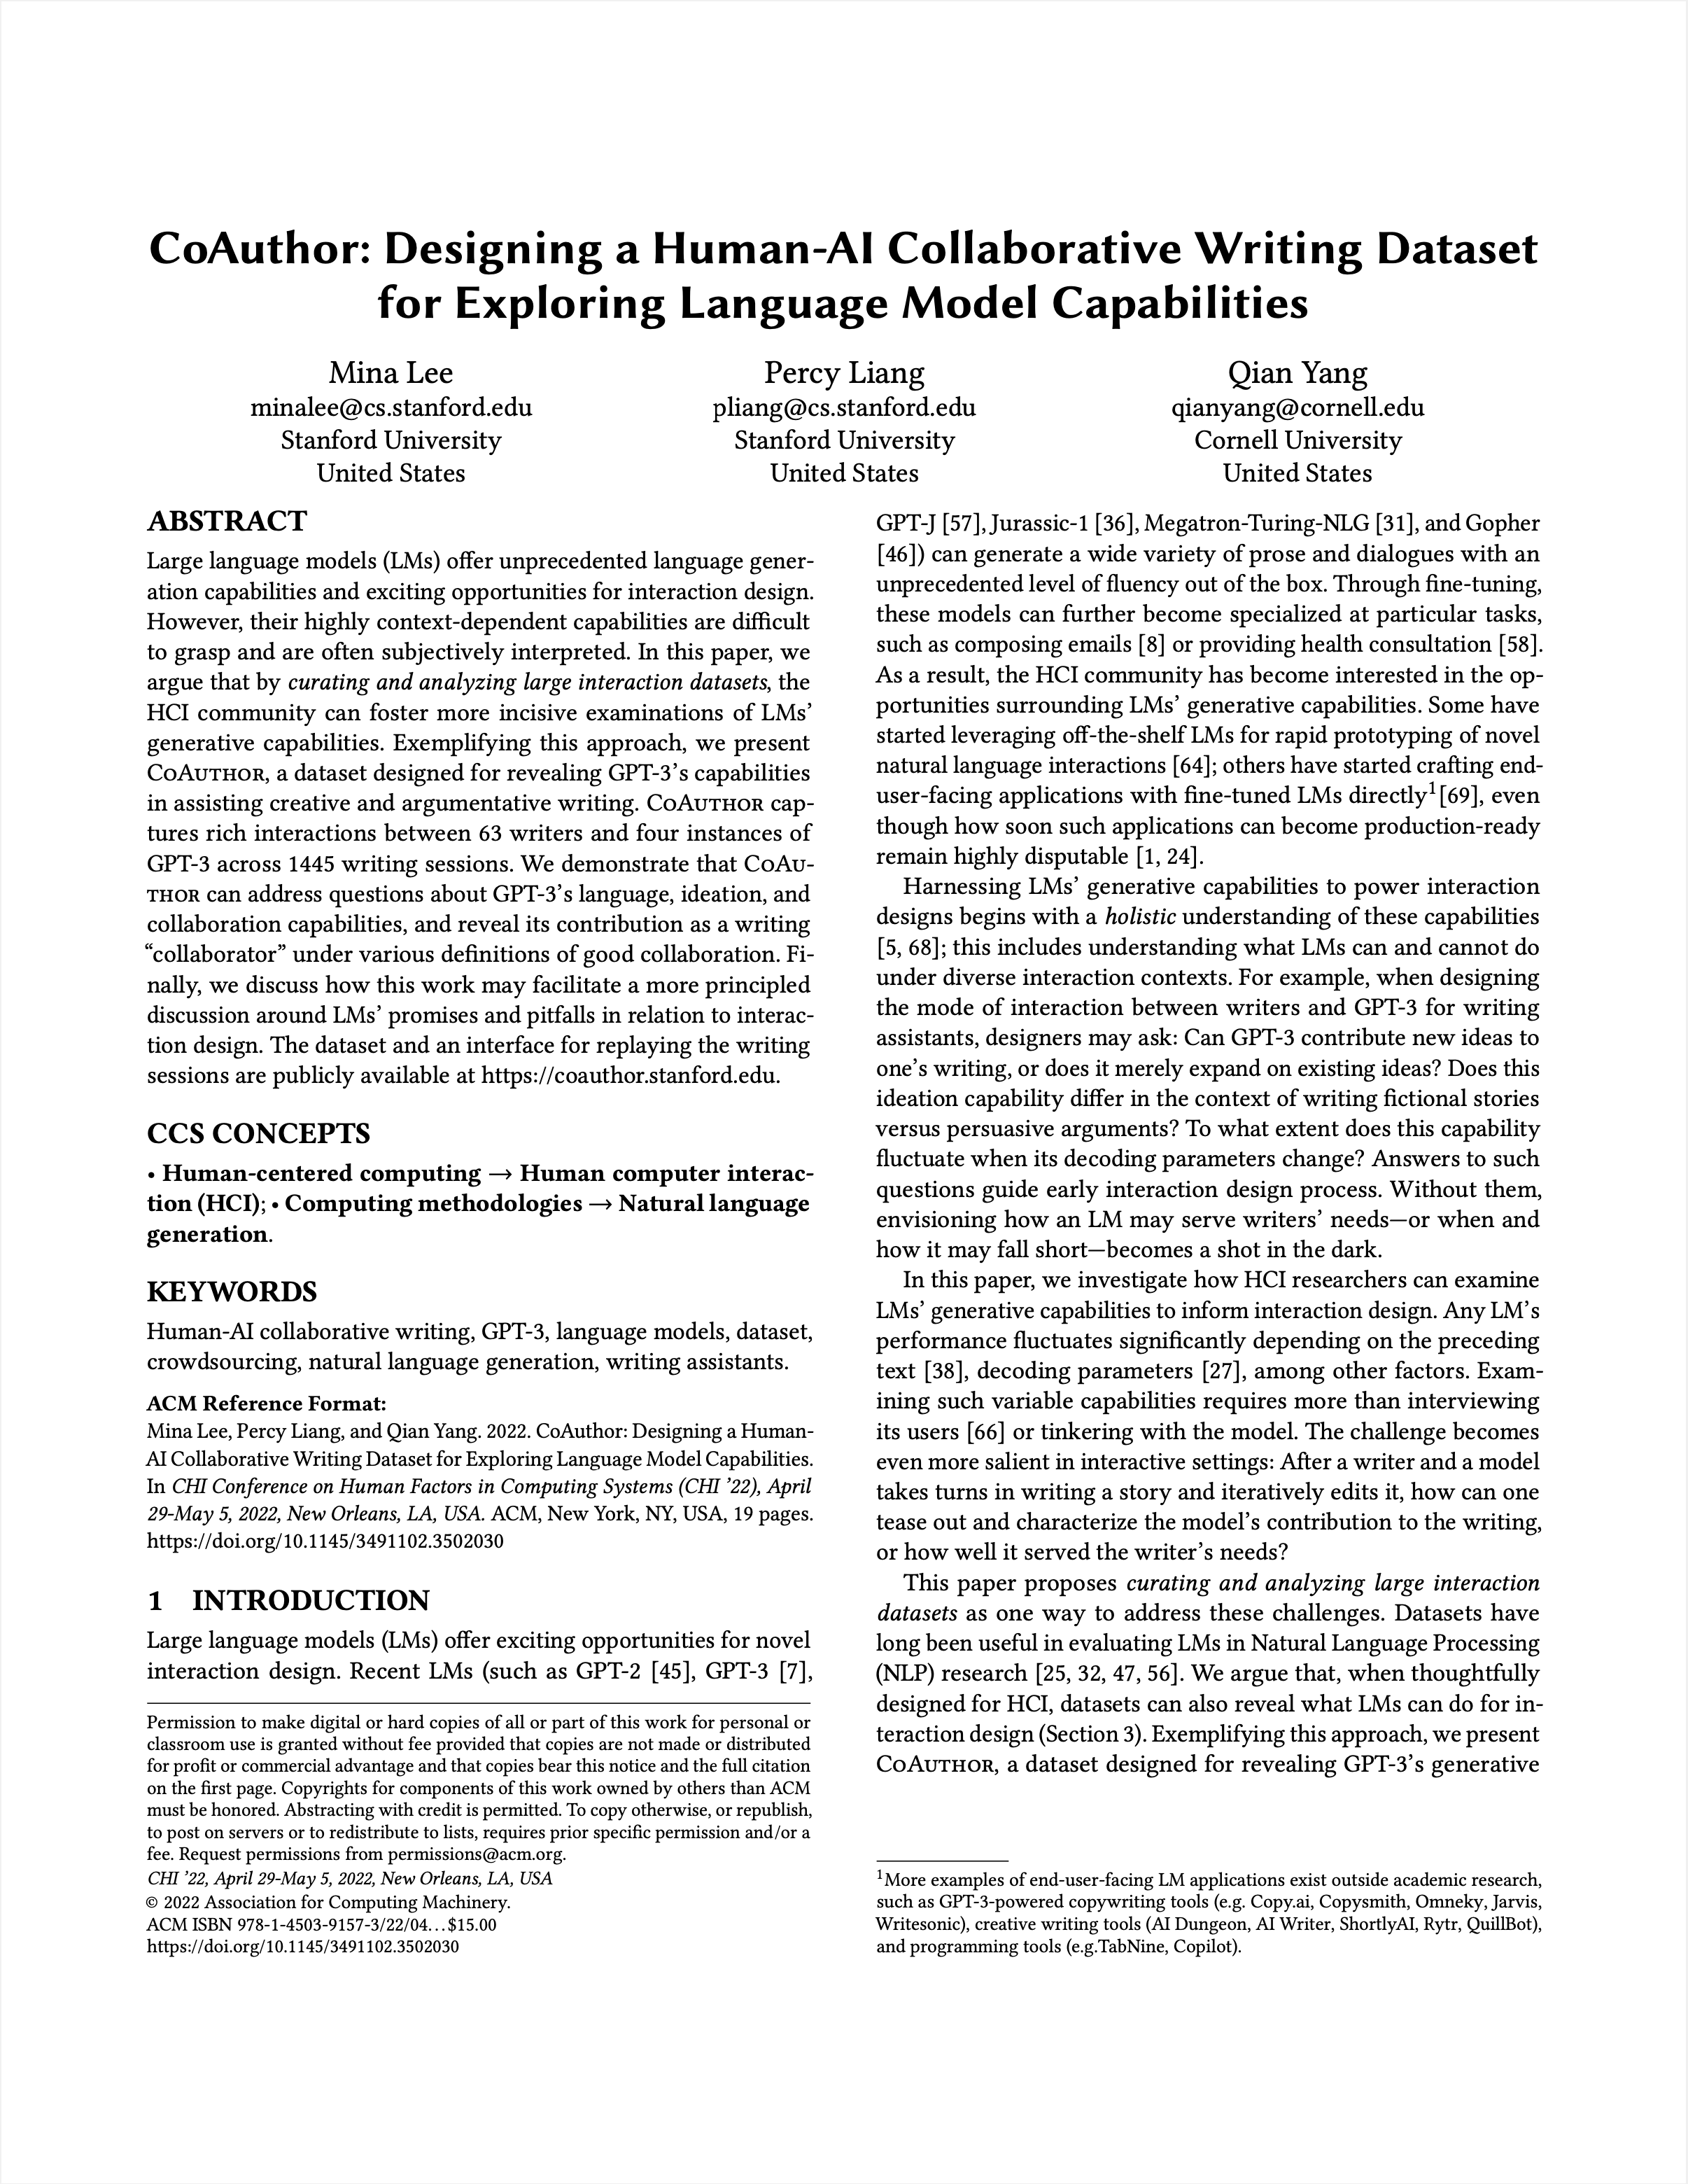 CoAuthor: Designing a Human-AI Collaborative Writing Dataset
for Exploring Language Model Capabilities
Mina Lee
minalee@cs.stanford.edu
Stanford University
United States
Percy Liang
pliang@cs.stanford.edu
Stanford University
United States
Qian Yang
qianyang@cornell.edu
Cornell University
United States
ABSTRACT
Large language models (LMs) offer unprecedented language gener-
ation capabilities and exciting opportunities for interaction design.
However, their highly context-dependent capabilities are difficult
to grasp and are often subjectively interpreted. In this paper, we
argue that by curating and analyzing large interaction datasets, the
HCI community can foster more incisive examinations of LMs’
generative capabilities. Exemplifying this approach, we present
CoAuthor, a dataset designed for revealing GPT-3’s capabilities
in assisting creative and argumentative writing. CoAuthor cap-
tures rich interactions between 63 writers and four instances of
GPT-3 across 1445 writing sessions. We demonstrate that CoAu-
thor can address questions about GPT-3’s language, ideation, and
collaboration capabilities, and reveal its contribution as a writing
“collaborator” under various definitions of good collaboration. Fi-
nally, we discuss how this work may facilitate a more principled
discussion around LMs’ promises and pitfalls in relation to interac-
tion design. The dataset and an interface for replaying the writing
sessions are publicly available at https://coauthor.stanford.edu.
CCS CONCEPTS
• Human-centered computing → Human computer interac-
tion (HCI); • Computing methodologies → Natural language
generation.
KEYWORDS
Human-AI collaborative writing, GPT-3, language models, dataset,
crowdsourcing, natural language generation, writing assistants.
ACM Reference Format:
Mina Lee, Percy Liang, and Qian Yang. 2022. CoAuthor: Designing a Human-
AI Collaborative Writing Dataset for Exploring Language Model Capabilities.
In CHI Conference on Human Factors in Computing Systems (CHI ’22), April
29-May 5, 2022, New Orleans, LA, USA. ACM, New York, NY, USA, 19 pages.
https://doi.org/10.1145/3491102.3502030
1 INTRODUCTION
Large language models (LMs) offer exciting opportunities for novel
interaction design. Recent LMs (such as GPT-2 [45], GPT-3 [7],
Permission to make digital or hard copies of all or part of this work for personal or
classroom use is granted without fee provided that copies are not made or distributed
for profit or commercial advantage and that copies bear this notice and the full citation
on the first page. Copyrights for components of this work owned by others than ACM
must be honored. Abstracting with credit is permitted. To copy otherwise, or republish,
to post on servers or to redistribute to lists, requires prior specific permission and/or a
fee. Request permissions from permissions@acm.org.
CHI ’22, April 29-May 5, 2022, New Orleans, LA, USA
© 2022 Association for Computing Machinery.
ACM ISBN 978-1-4503-9157-3/22/04…$15.00
https://doi.org/10.1145/3491102.3502030
GPT-J [57], Jurassic-1 [36], Megatron-Turing-NLG [31], and Gopher
[46]) can generate a wide variety of prose and dialogues with an
unprecedented level of fluency out of the box. Through fine-tuning,
these models can further become specialized at particular tasks,
such as composing emails [8] or providing health consultation [58].
As a result, the HCI community has become interested in the op-
portunities surrounding LMs’ generative capabilities. Some have
started leveraging off-the-shelf LMs for rapid prototyping of novel
natural language interactions [64]; others have started crafting end-
user-facing applications with fine-tuned LMs directly1[69], even
though how soon such applications can become production-ready
remain highly disputable [1, 24].
Harnessing LMs’ generative capabilities to power interaction
designs begins with a holistic understanding of these capabilities
[5, 68]; this includes understanding what LMs can and cannot do
under diverse interaction contexts. For example, when designing
the mode of interaction between writers and GPT-3 for writing
assistants, designers may ask: Can GPT-3 contribute new ideas to
one’s writing, or does it merely expand on existing ideas? Does this
ideation capability differ in the context of writing fictional stories
versus persuasive arguments? To what extent does this capability
fluctuate when its decoding parameters change? Answers to such
questions guide early interaction design process. Without them,
envisioning how an LM may serve writers’ needs—or when and
how it may fall short—becomes a shot in the dark.
In this paper, we investigate how HCI researchers can examine
LMs’ generative capabilities to inform interaction design. Any LM’s
performance fluctuates significantly depending on the preceding
text [38], decoding parameters [27], among other factors. Exam-
ining such variable capabilities requires more than interviewing
its users [66] or tinkering with the model. The challenge becomes
even more salient in interactive settings: After a writer and a model
takes turns in writing a story and iteratively edits it, how can one
tease out and characterize the model’s contribution to the writing,
or how well it served the writer’s needs?
This paper proposes curating and analyzing large interaction
datasets as one way to address these challenges. Datasets have
long been useful in evaluating LMs in Natural Language Processing
(NLP) research [25, 32, 47, 56]. We argue that, when thoughtfully
designed for HCI, datasets can also reveal what LMs can do for in-
teraction design (Section 3). Exemplifying this approach, we present
CoAuthor, a dataset designed for revealing GPT-3’s generative
1More examples of end-user-facing LM applications exist outside academic research,
such as GPT-3-powered copywriting tools (e.g. Copy.ai, Copysmith, Omneky, Jarvis,
Writesonic), creative writing tools (AI Dungeon, AI Writer, ShortlyAI, Rytr, QuillBot),
and programming tools (e.g.TabNine, Copilot).